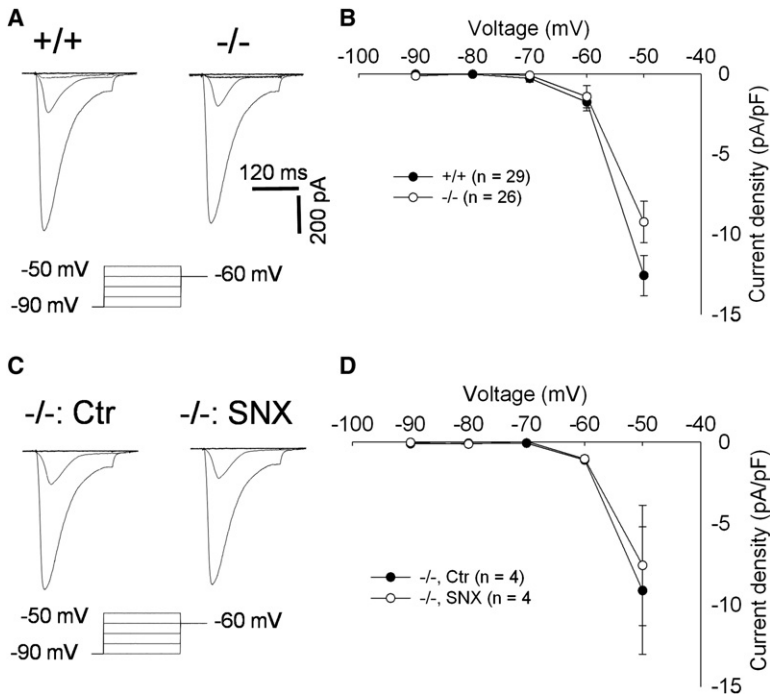 A
+/+
-/-
120 ms
200 pA
-50 mV
-60 mV
-90 mV
B
Voltage (mV)
-100 -90 -80 -70 -60 -50 -40
0
-5
-10
-15
Current density (pA/pF)
+/+ (n = 29)
-/- (n = 26)
C
-/-: Ctr
-/-: SNX
-50 mV
-60 mV
-90 mV
D
Voltage (mV)
-100 -90 -80 -70 -60 -50 -40
0
-5
-10
-15
Current density (pA/pF)
-/-, Ctr (n = 4)
-/-, SNX (n = 4